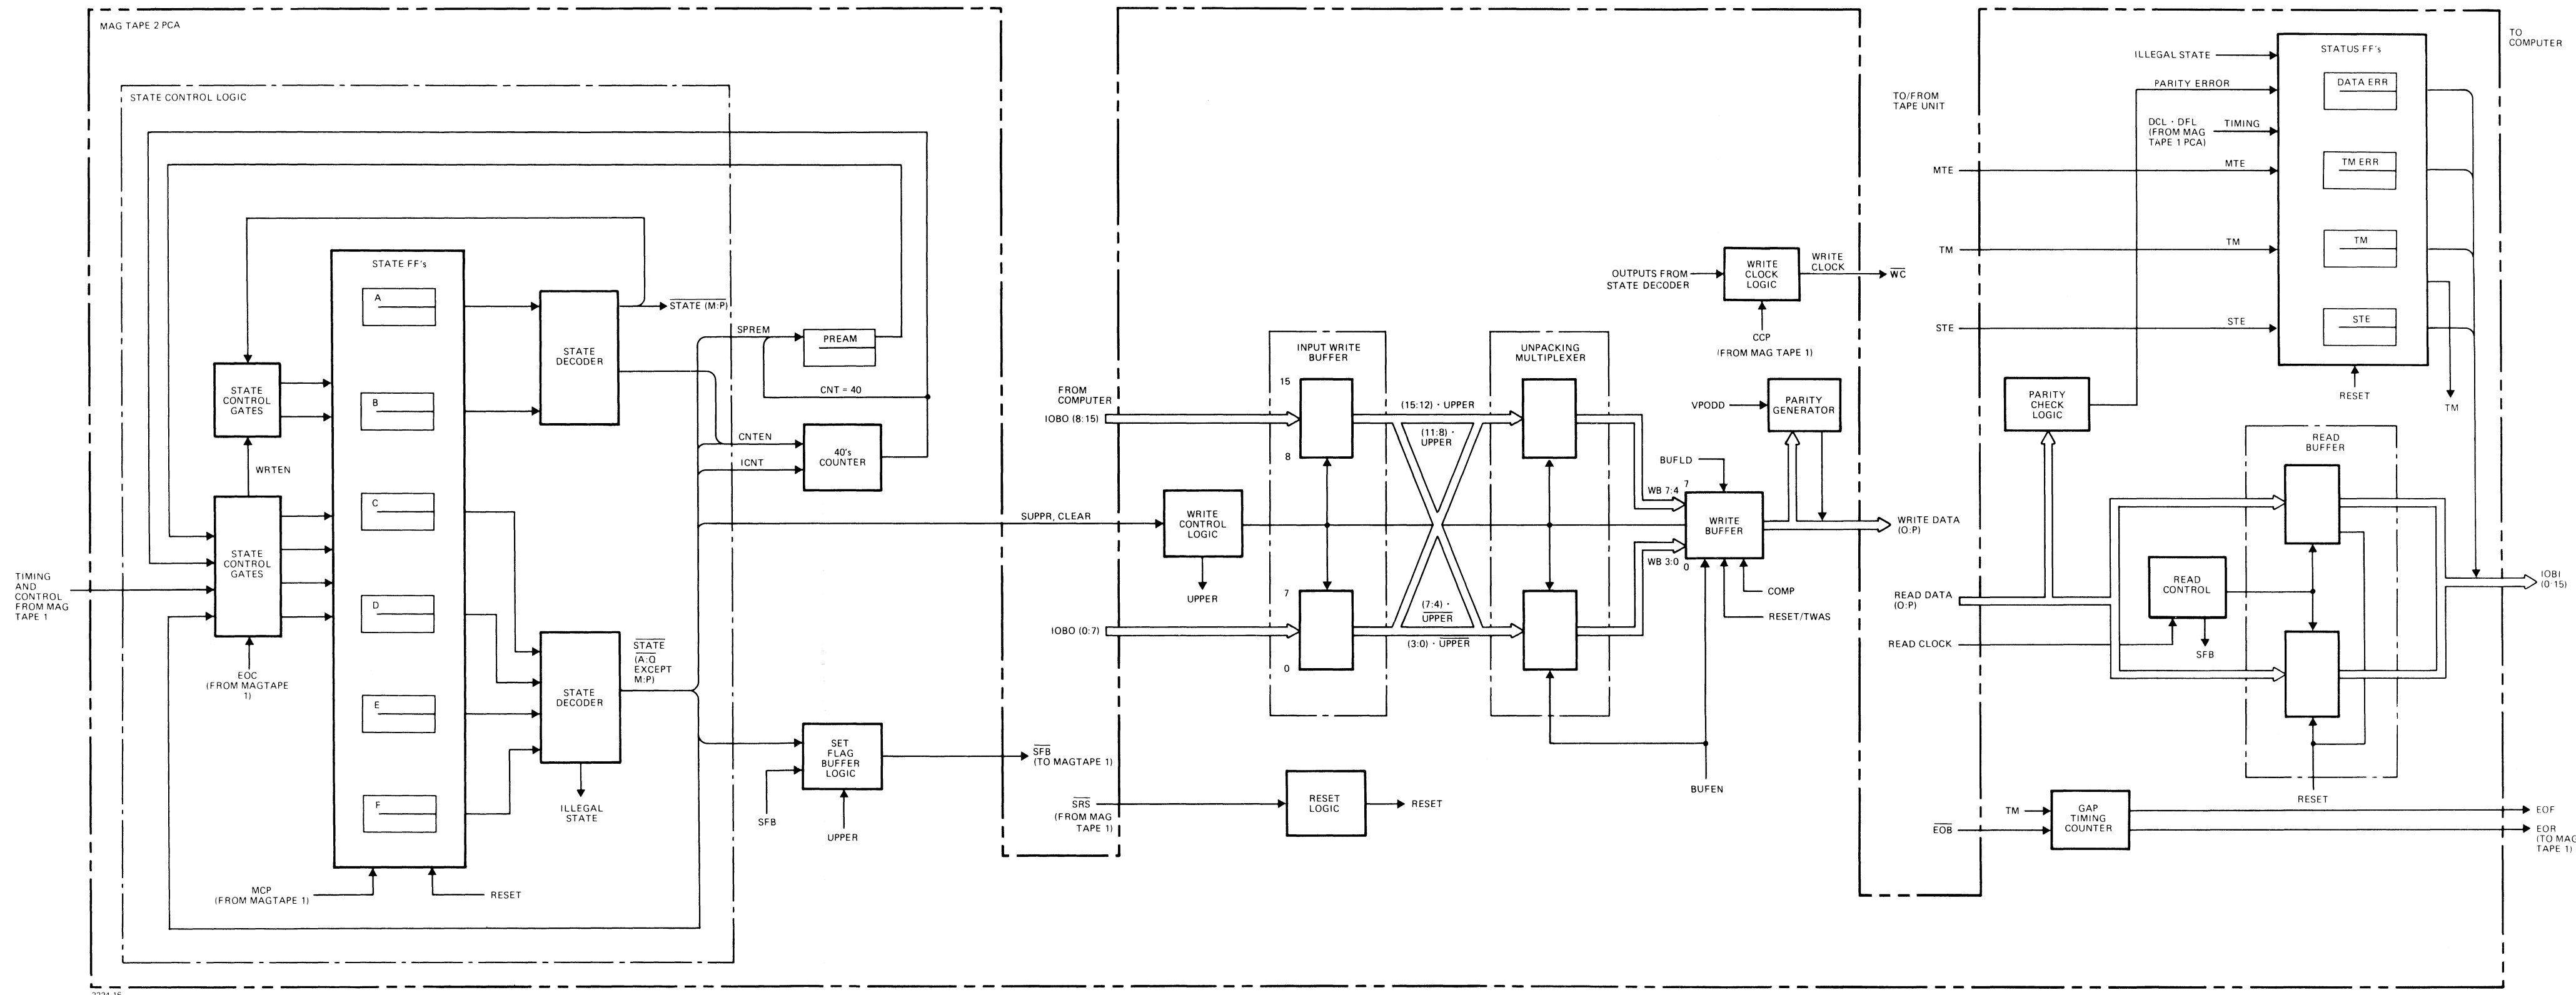 MAG TAPE 2 PCA
STATE CONTROL LOGIC
STATE FF's
A
B
C
D
E
F
STATE
CONTROL
GATES
WRTEN
STATE
CONTROL
GATES
TIMING
AND
CONTROL
FROM MAG
TAPE 1
EOC
(FROM MAGTAPE
1)
MCP
(FROM MAGTAPE 1)
RESET
STATE
DECODER
STATE (M:P)
STATE
DECODER
STATE
(A:Q
EXCEPT
M:P)
ILLEGAL
STATE
SPREM
PREAM
CNT = 40
CNTEN
ICNT
40's
COUNTER
SUPPR, CLEAR
SET
FLAG
BUFFER
LOGIC
SFB
UPPER
SFB
(TO MAGTAPE 1)
FROM
COMPUTER
IOBO (8:15)
IOBO (0:7)
WRITE
CONTROL
LOGIC
UPPER
SRS
(FROM MAG
TAPE 1)
RESET
LOGIC
RESET
INPUT WRITE
BUFFER
15
8
7
0
(15:12) · UPPER
(11:8) ·
UPPER
(7:4) ·
UPPER
(3:0) · UPPER
UNPACKING
MULTIPLEXER
OUTPUTS FROM
STATE DECODER
WRITE
CLOCK
LOGIC
WRITE
CLOCK
WC
CCP
(FROM MAG TAPE 1)
VPODD
PARITY
GENERATOR
BUFLD
WB 7:4
7
WRITE
BUFFER
WB 3:0
0
COMP
RESET/TWAS
BUFEN
WRITE DATA
(O:P)
TO/FROM
TAPE UNIT
MTE
TM
STE
READ DATA
(O:P)
READ CLOCK
EOB
ILLEGAL STATE
PARITY ERROR
DCL · DFL
(FROM MAG
TAPE 1 PCA)
TIMING
MTE
TM
STE
STATUS FF's
DATA ERR
TM ERR
TM
STE
RESET
TM
PARITY
CHECK
LOGIC
READ
BUFFER
READ
CONTROL
SFB
RESET
TM
GAP
TIMING
COUNTER
TO
COMPUTER
IOBI
(0:15)
EOF
EOR
(TO MAG
TAPE 1)